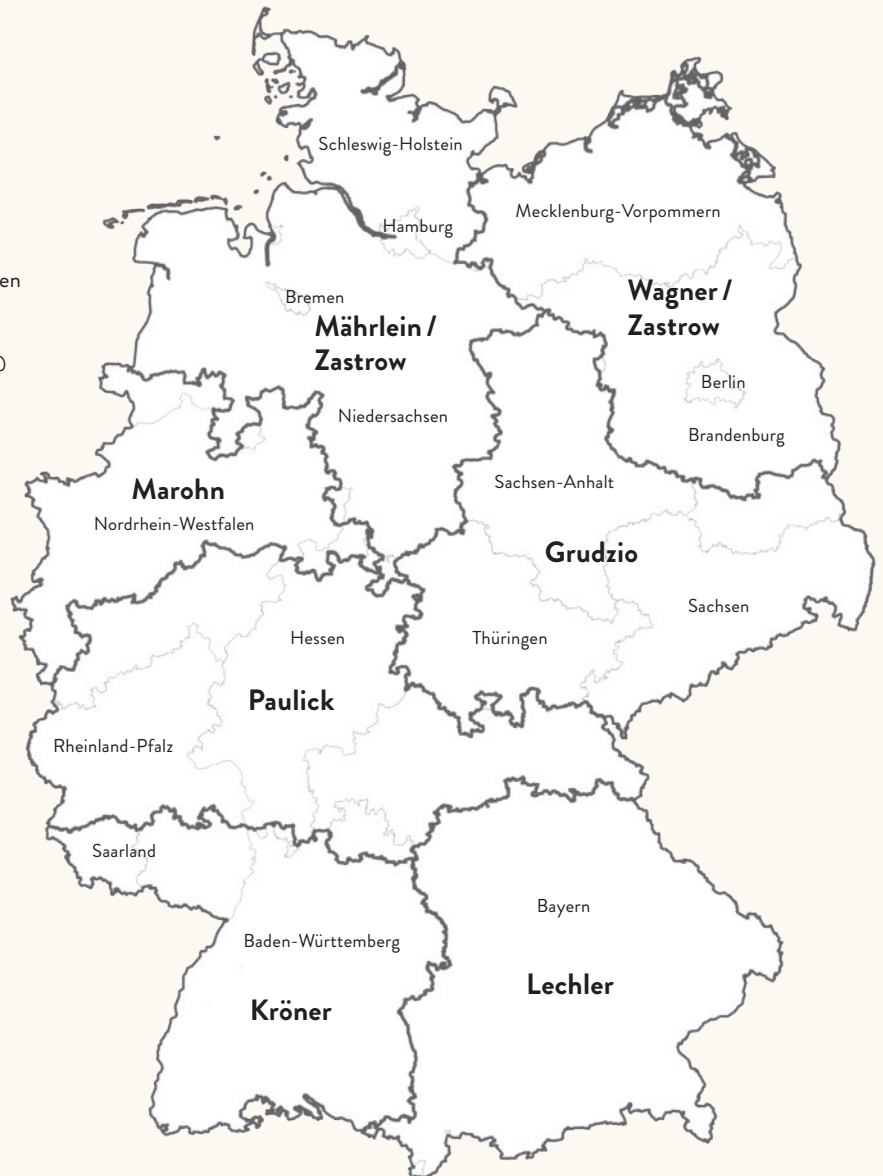 Schleswig-Holstein
Mecklenburg-Vorpommern
Hamburg
en
Bremen
Wagner /
Zastrow
Mährlein /
Zastrow
Berlin
Niedersachsen
Brandenburg
Sachsen-Anhalt
Marohn
Nordrhein-Westfalen
Grudzio
Sachsen
Hessen
Thüringen
Paulick
Rheinland-Pfalz
Saarland
Bayern
Baden-Württemberg
Lechler
Kröner